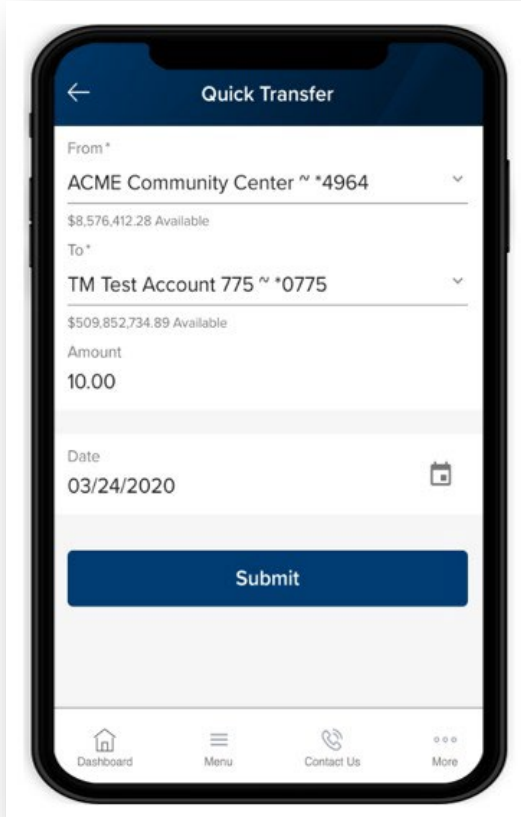 Quick Transfer
From*
ACME Community Center ~ *4964
$8,576,412.28 Available
To*
TM Test Account 775 ~ *0775
$509,852,734.89 Available
Amount
10.00
Date
03/24/2020
Submit
Dashboard Menu Contact Us More